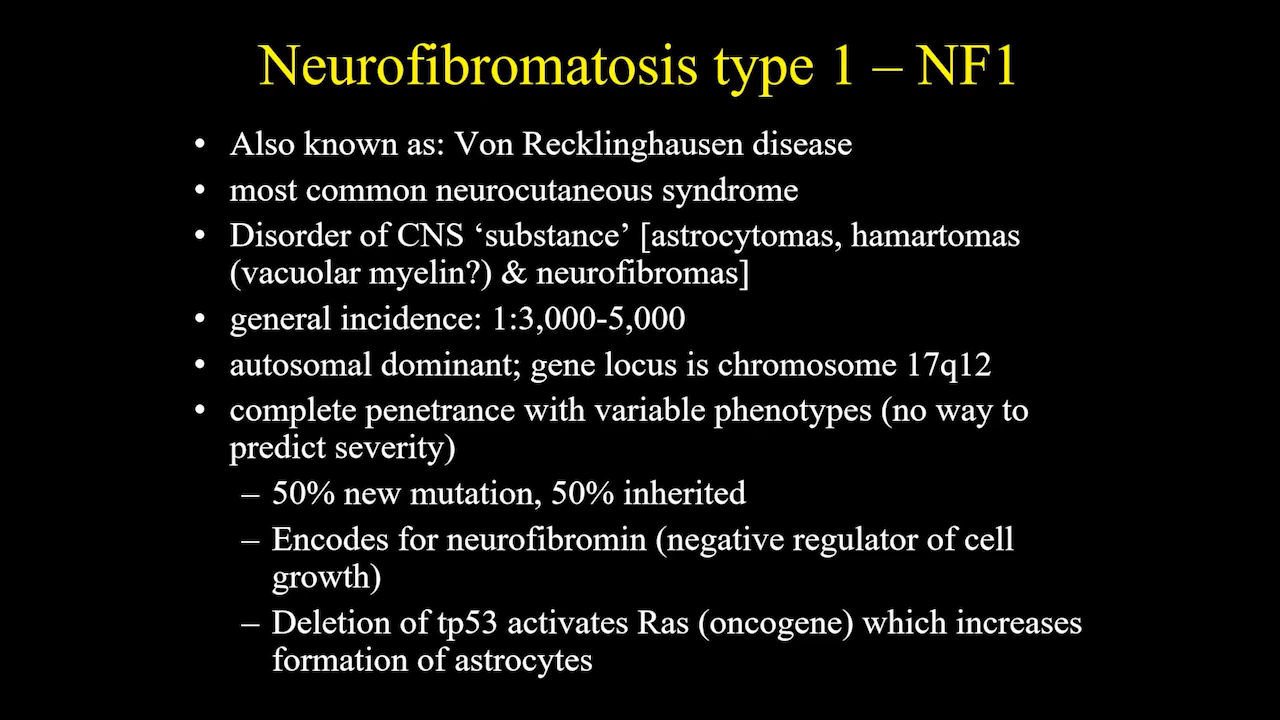 Neurofibromatosis type 1 – NF1
• Also known as: Von Recklinghausen disease
• most common neurocutaneous syndrome
• Disorder of CNS ‘substance’ [astrocytomas, hamartomas
(vacuolar myelin?) & neurofibromas]
• general incidence: 1:3,000-5,000
• autosomal dominant; gene locus is chromosome 17q12
• complete penetrance with variable phenotypes (no way to
predict severity)
– 50% new mutation, 50% inherited
– Encodes for neurofibromin (negative regulator of cell
growth)
– Deletion of tp53 activates Ras (oncogene) which increases
formation of astrocytes